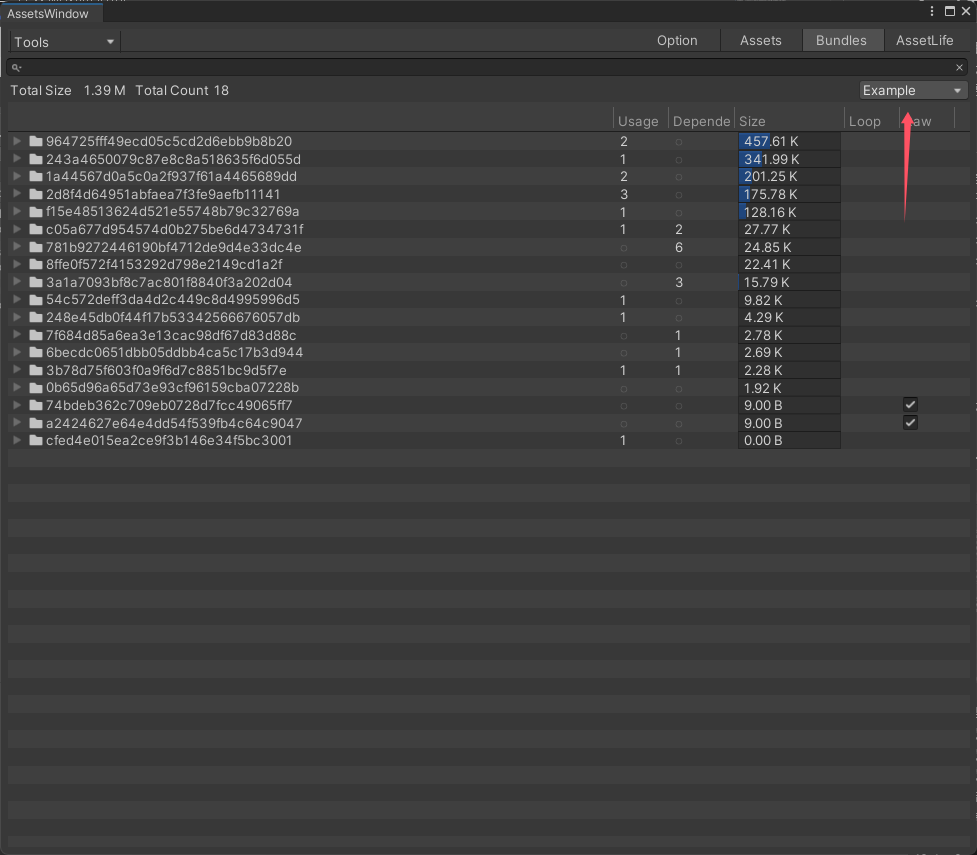 AssetsWindow
Tools Option Assets Bundles AssetLife
Total Size 1.39 M Total Count 18 Example
Usage Depende Size Loop aw
964725fff49ecd05c5cd2d6ebb9b8b20 2 457.61 K
243a4650079c87e8c8a518635f6d055d 1 341.99 K
1a44567d0a5c0a2f937f61a4465689dd 2 201.25 K
2d8f4d64951abfaea7f3fe9aefb11141 3 175.78 K
f15e48513624d521e55748b79c32769a 1 128.16 K
c05a677d954574d0b275be6d4734731f 1 2 27.77 K
781b9272446190bf4712de9d4e33dc4e 6 24.85 K
8ffe0f572f4153292d798e2149cd1a2f 22.41 K
3a1a7093bf8c7ac801f8840f3a202d04 3 15.79 K
54c572deff3da4d2c449c8d4995996d5 1 9.82 K
248e45db0f44f17b53342566676057db 1 4.29 K
7f684d85a6ea3e13cac98df67d83d88c 1 2.78 K
6becdc0651dbb05ddbb4ca5c17b3d944 1 2.69 K
3b78d75f603f0a9f6d7c8851bc9d5f7e 1 1 2.28 K
0b65d96a65d73e93cf96159cba07228b 1.92 K
74bdeb362c709eb0728d7fcc49065ff7 9.00 B
a2424627e64e4dd54f539fb4c64c9047 9.00 B
cfed4e015ea2ce9f3b146e34f5bc3001 1 0.00 B